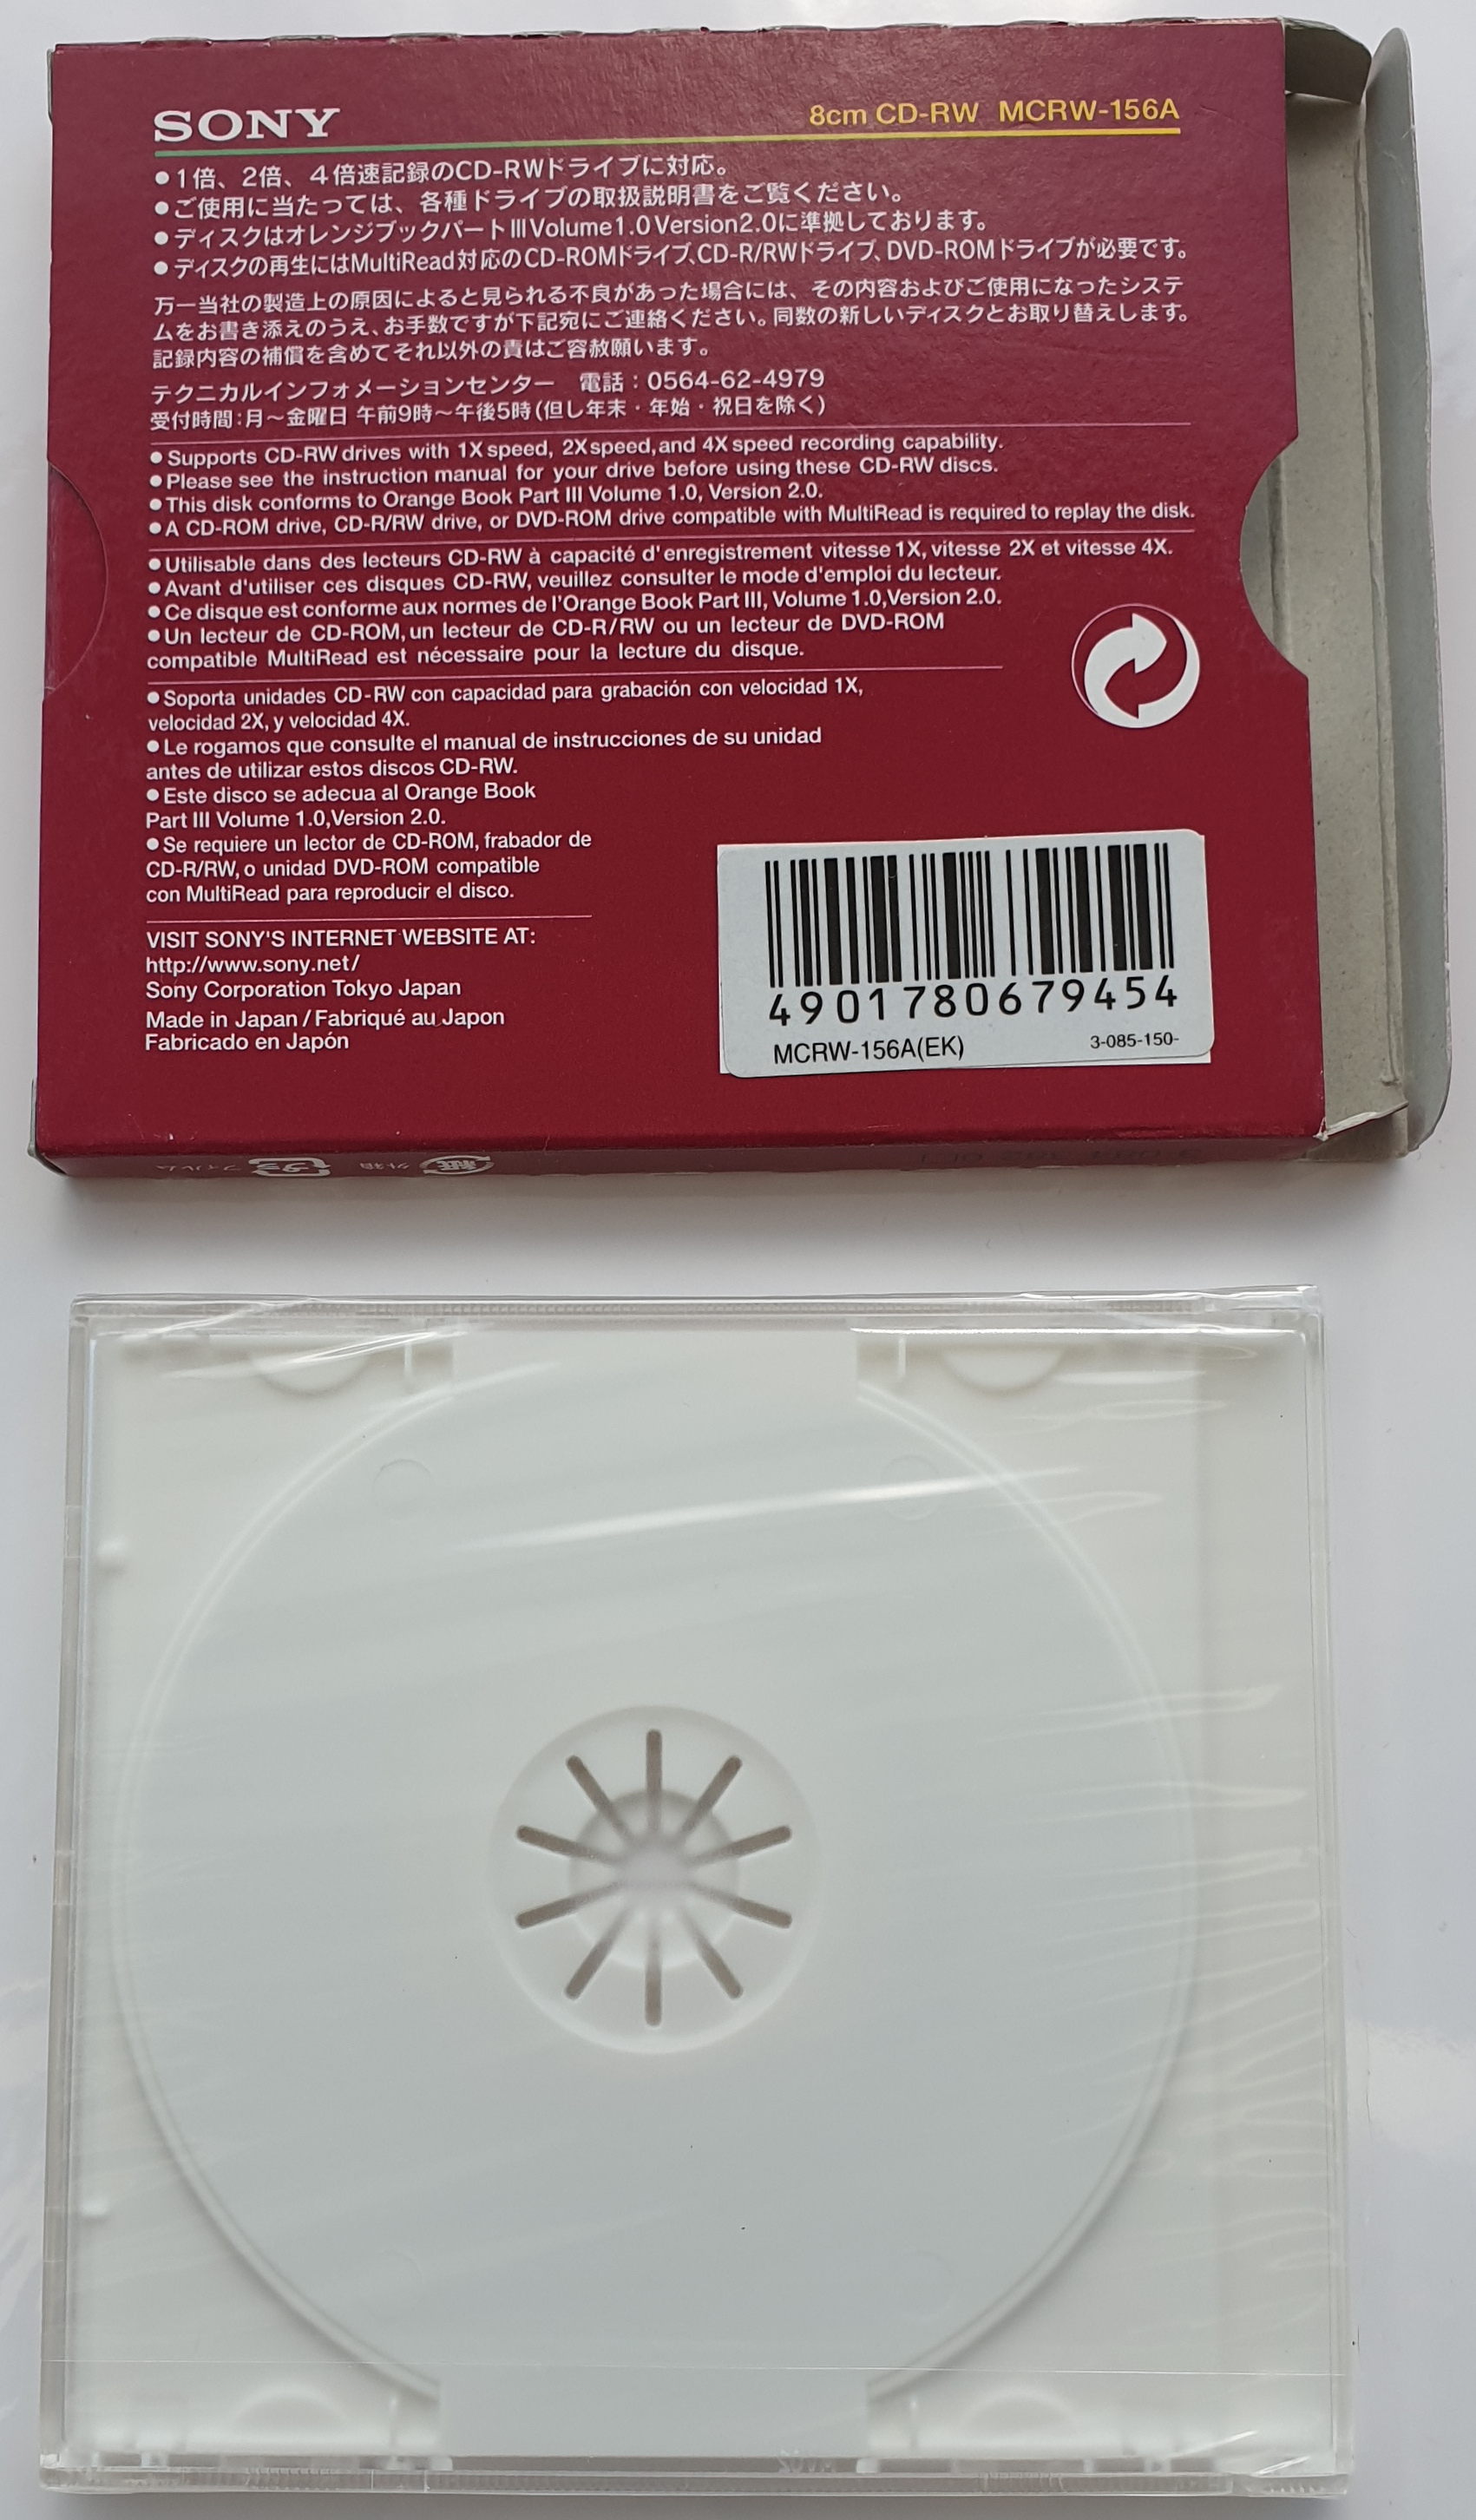 SONY
8cm CD-RW MCRW-156A
●1倍、2倍、4倍速記録のCD-RWドライブに対応。
●ご使用に当たっては、各種ドライブの取扱説明書をご覧ください。
●ディスクはオレンジブックパートⅢVolume1.0 Version2.0に準拠しております。
●ディスクの再生にはMultiRead対応のCD-ROMドライブ、CD-R/RWドライブ、DVD-ROMドライブが必要です。
万一当社の製造上の原因によると見られる不良があった場合には、その内容およびご使用になったシステ
ムをお書き添えのうえ、お手数ですが下記宛にご連絡ください。同数の新しいディスクとお取り替えします。
記録内容の補償を含めてそれ以外の責はご容赦願います。
テクニカルインフォメーションセンター 電話：0564-62-4979
受付時間：月～金曜日 午前9時～午後5時（但し年末・年始・祝日を除く）
●Supports CD-RW drives with 1X speed, 2X speed, and 4X speed recording capability.
●Please see the instruction manual for your drive before using these CD-RW discs.
●This disk conforms to Orange Book Part III Volume 1.0, Version 2.0.
●A CD-ROM drive, CD-R/RW drive, or DVD-ROM drive compatible with MultiRead is required to replay the disk.
●Utilisable dans des lecteurs CD-RW à capacité d'enregistrement vitesse 1X, vitesse 2X et vitesse 4X.
●Avant d'utiliser ces disques CD-RW, veuillez consulter le mode d'emploi du lecteur.
●Ce disque est conforme aux normes de l'Orange Book Part III, Volume 1.0,Version 2.0.
●Un lecteur de CD-ROM, un lecteur de CD-R/RW ou un lecteur de DVD-ROM
compatible MultiRead est nécessaire pour la lecture du disque.
●Soporta unidades CD-RW con capacidad para grabación con velocidad 1X,
velocidad 2X, y velocidad 4X.
●Le rogamos que consulte el manual de instrucciones de su unidad
antes de utilizar estos discos CD-RW.
●Este disco se adecua al Orange Book
Part III Volume 1.0,Version 2.0.
●Se requiere un lector de CD-ROM, frabador de
CD-R/RW, o unidad DVD-ROM compatible
con MultiRead para reproducir el disco.
VISIT SONY'S INTERNET WEBSITE AT:
http://www.sony.net/
Sony Corporation Tokyo Japan
Made in Japan / Fabriqué au Japon
Fabricado en Japón
4901780679454
MCRW-156A(EK)
3-085-150-
紙 外箱
プラ フィルム